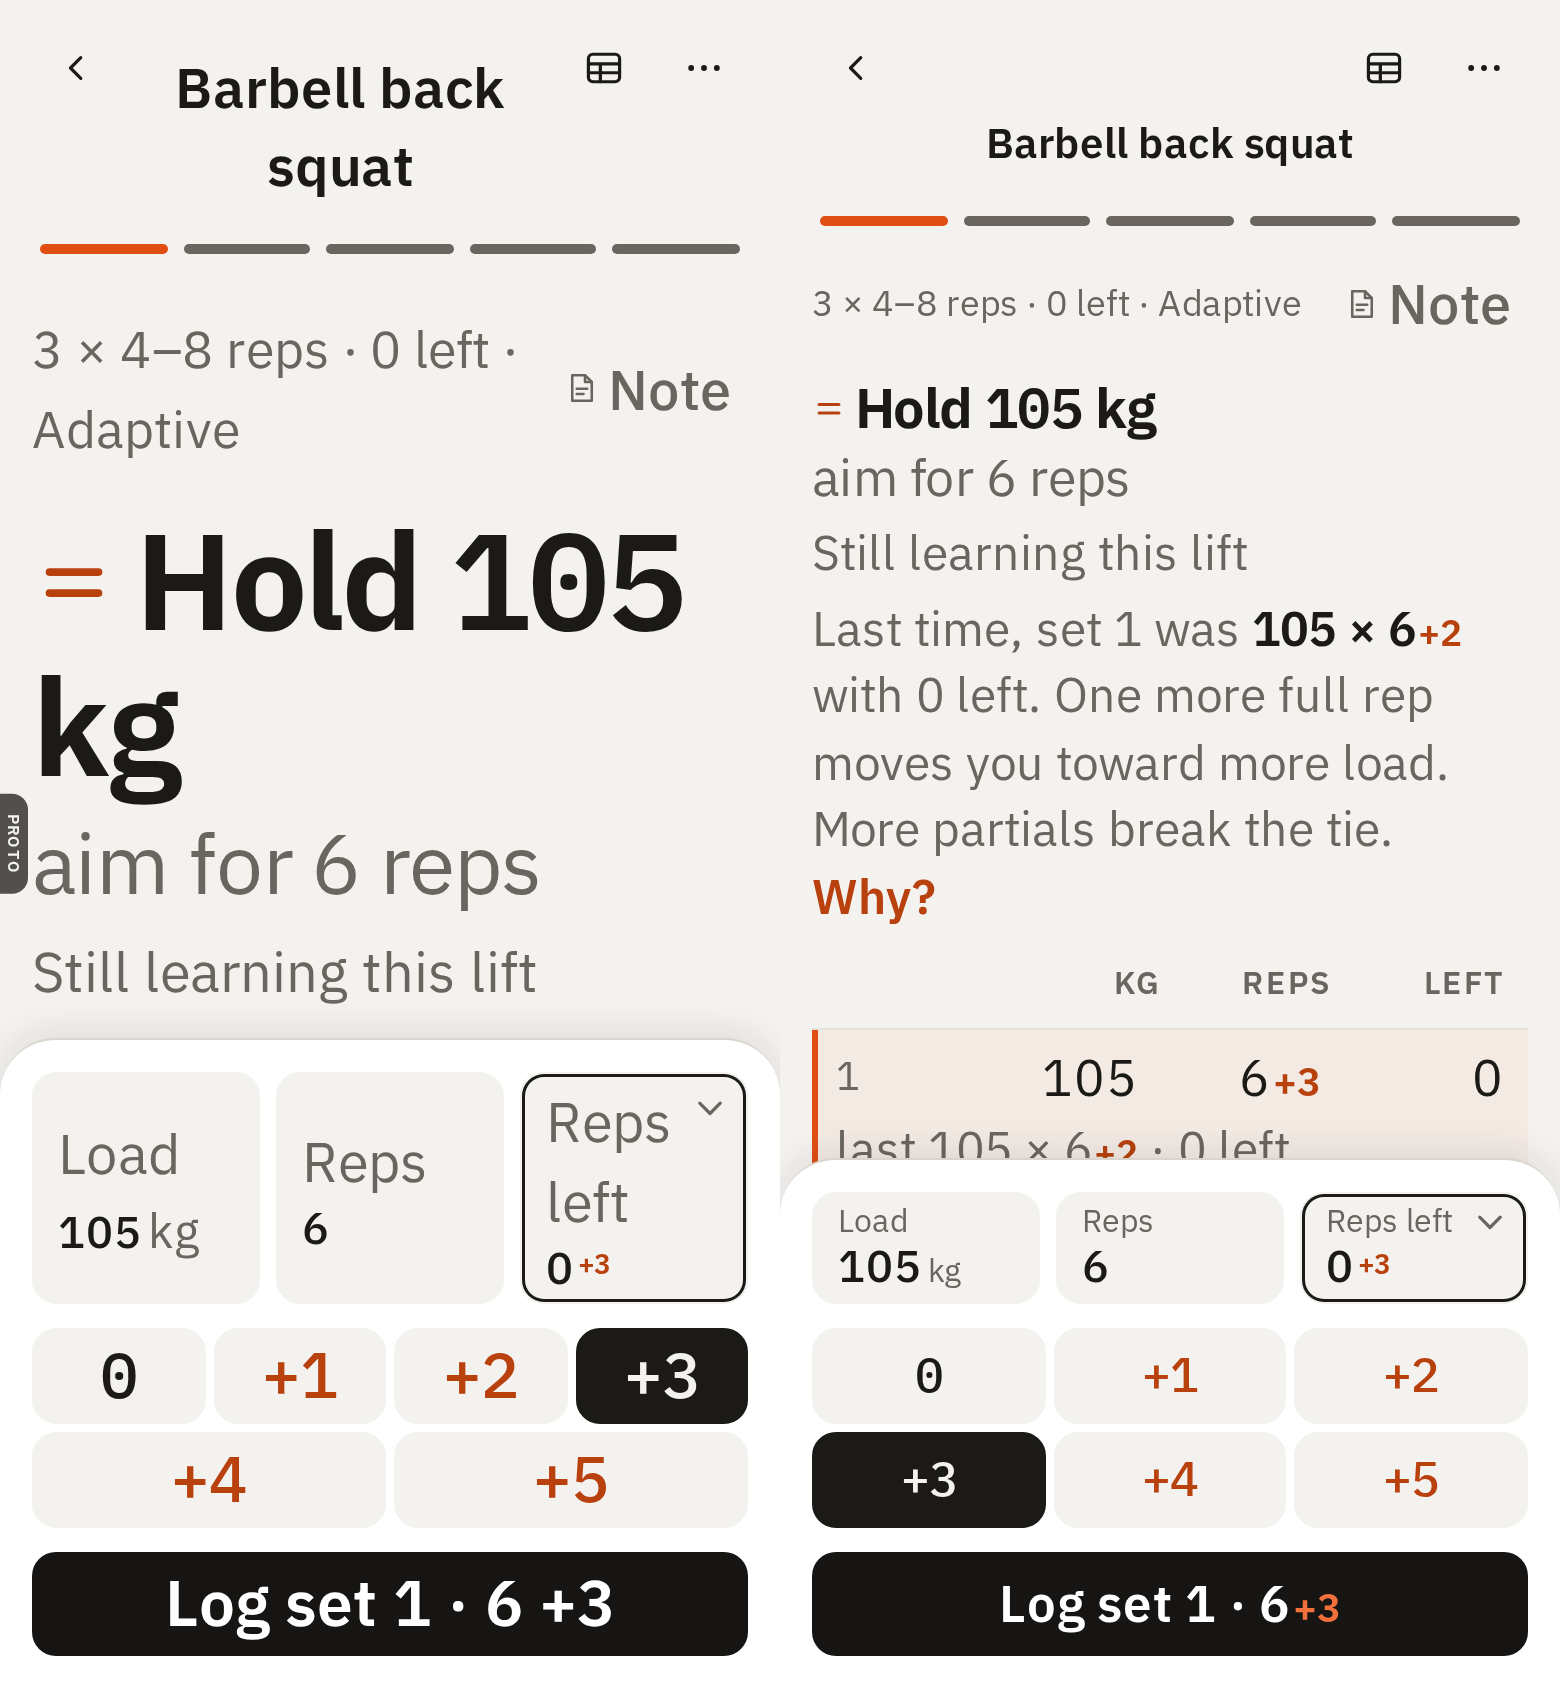 Barbell back
squat
3 × 4–8 reps · 0 left ·
Adaptive
Note
= Hold 105
kg
PROTO
aim for 6 reps
Still learning this lift
Load
105 kg
Reps
6
Reps
left
0 +3
0 +1 +2 +3
+4 +5
Log set 1 · 6 +3
Barbell back squat
3 × 4–8 reps · 0 left · Adaptive
Note
= Hold 105 kg
aim for 6 reps
Still learning this lift
Last time, set 1 was 105 × 6+2
with 0 left. One more full rep
moves you toward more load.
More partials break the tie.
Why?
KG REPS LEFT
1 105 6+3 0
last 105 × 6+2 · 0 left
Load
105 kg
Reps
6
Reps left
0 +3
0 +1 +2
+3 +4 +5
Log set 1 · 6+3